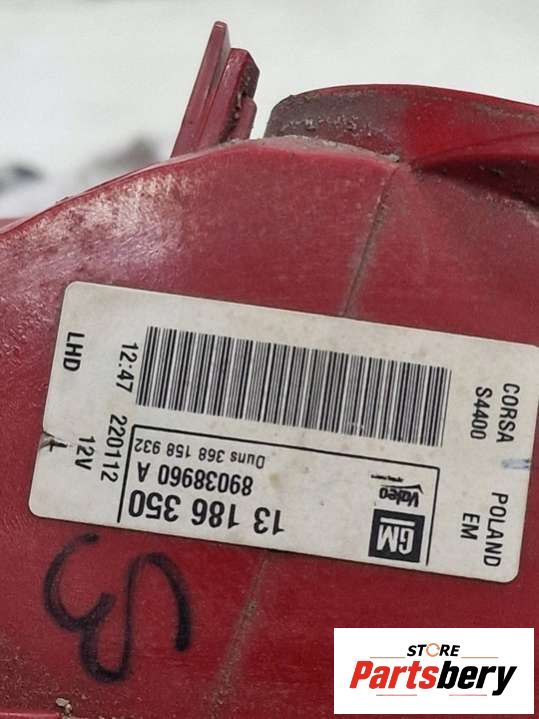 CORSA POLAND
S4400 EM
GM
Valeo
13 186 350
89038960 A
Duns 368 158 932
12:47 220112 12V
LHD L
STORE
Partsbery